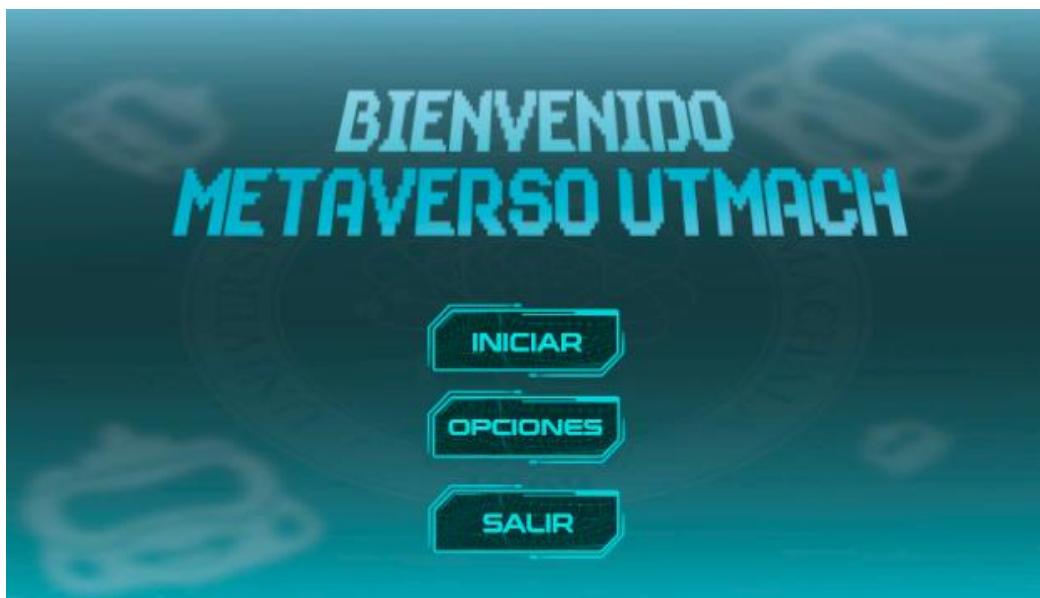 BIENVENIDO
METAVERSO UTMACH
INICIAR
OPCIONES
SALIR